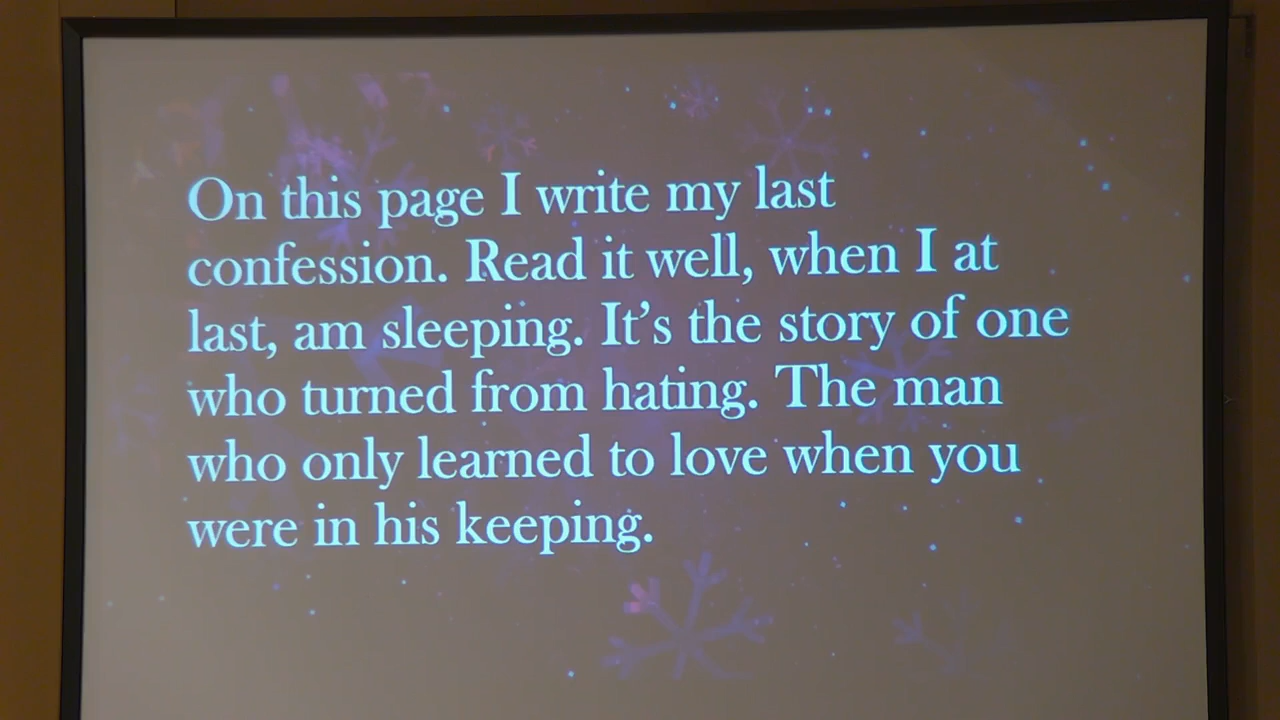 On this page I write my last
confession. Read it well, when I at
last, am sleeping. It's the story of one
who turned from hating. The man
who only learned to love when you
were in his keeping.